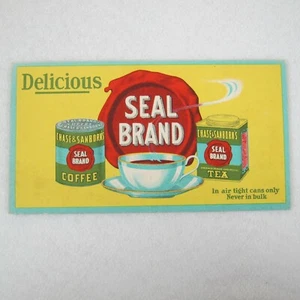 Delicious
SEAL
BRAND
CHASE & SANBORN'S
SEAL
BRAND
COFFEE
CHASE & SANBORN'S
SEAL
BRAND
TEA
In air tight cans only
Never in bulk